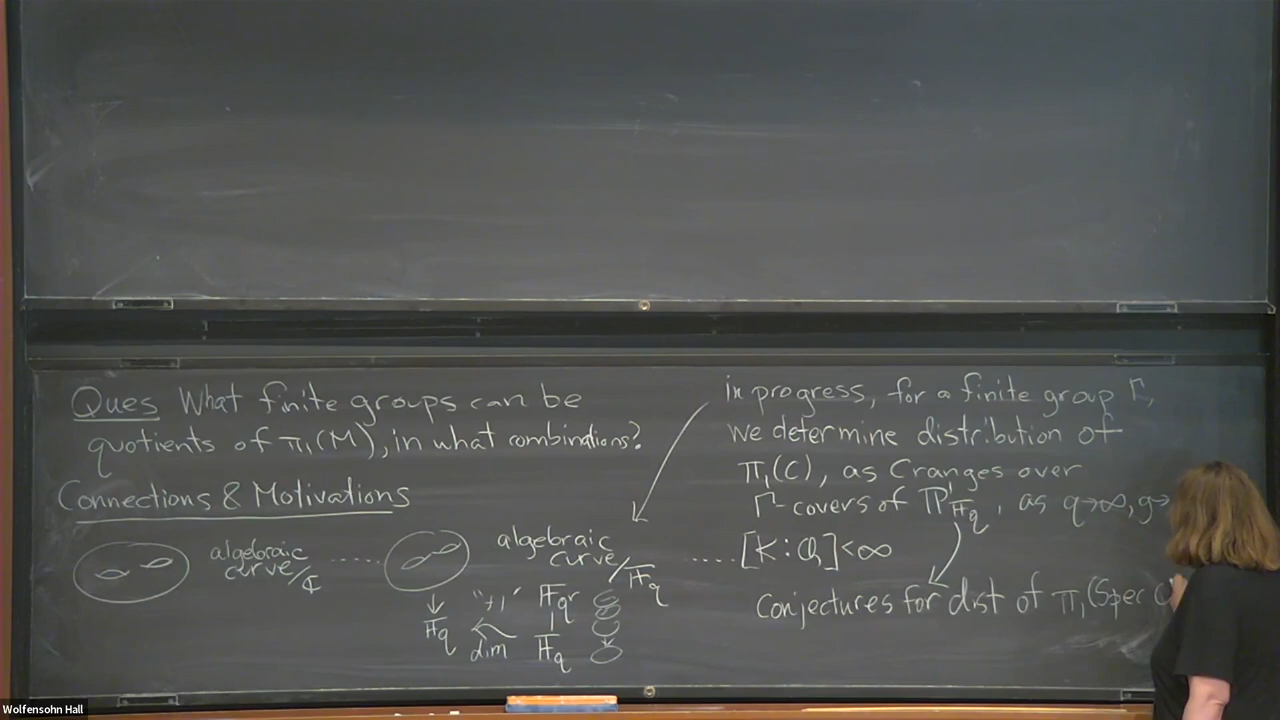 Ques What finite groups can be
quotients of π₁(M), in what combinations?
Connections & Motivations
algebraic
curve/ℂ
algebraic
curve/𝔽̅q
↓
𝔽q
"+1"
dim
𝔽qr
𝔽q
in progress, for a finite group Γ,
we determine distribution of
π₁(C), as C ranges over
Γ-covers of ℙ¹𝔽q, as q→∞, g→
[K:ℚ]<∞
Conjectures for dist of π₁(Spec O
Wolfensohn Hall